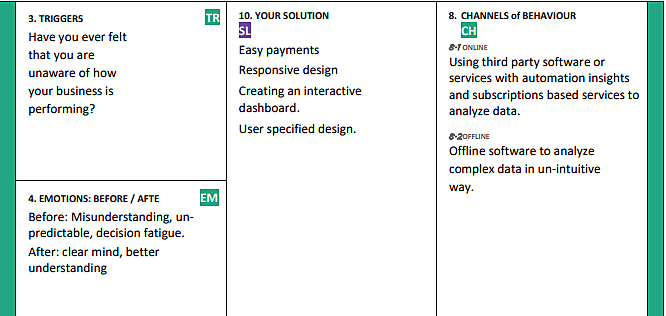 3. TRIGGERS
TR
Have you ever felt
that you are
unaware of how
your business is
performing?
4. EMOTIONS: BEFORE / AFTE
EM
Before: Misunderstanding, un-
predictable, decision fatigue.
After: clear mind, better
understanding
10. YOUR SOLUTION
SL
Easy payments
Responsive design
Creating an interactive
dashboard.
User specified design.
8. CHANNELS of BEHAVIOUR
CH
8.1 ONLINE
Using third party software or
services with automation insights
and subscriptions based services to
analyze data.
8.2 OFFLINE
Offline software to analyze
complex data in un-intuitive
way.